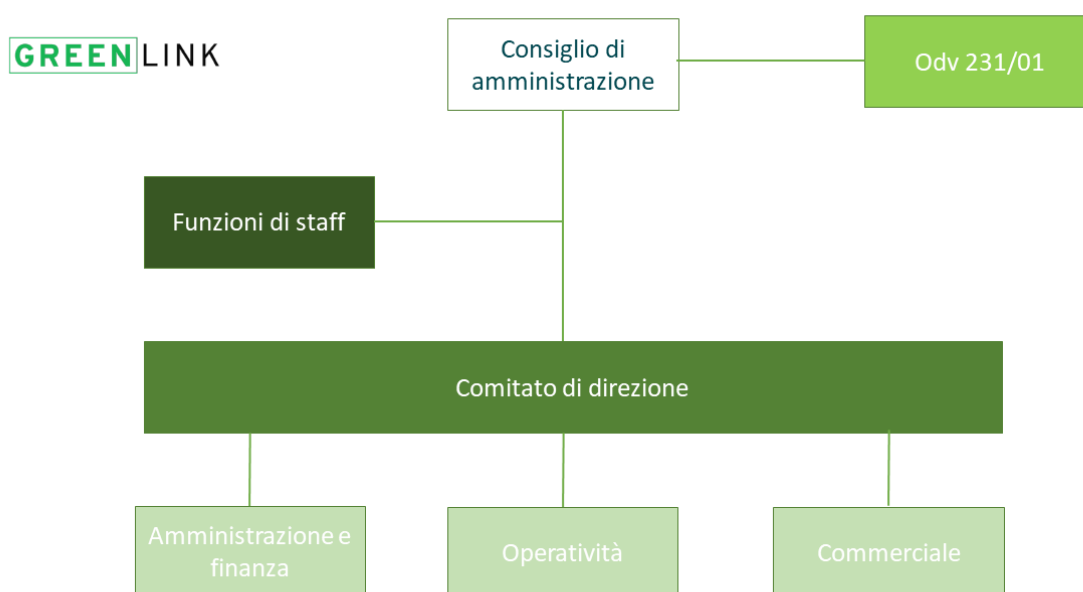 GREENLINK
Consiglio di
amministrazione
Odv 231/01
Funzioni di staff
Comitato di direzione
Amministrazione e
finanza
Operatività
Commerciale